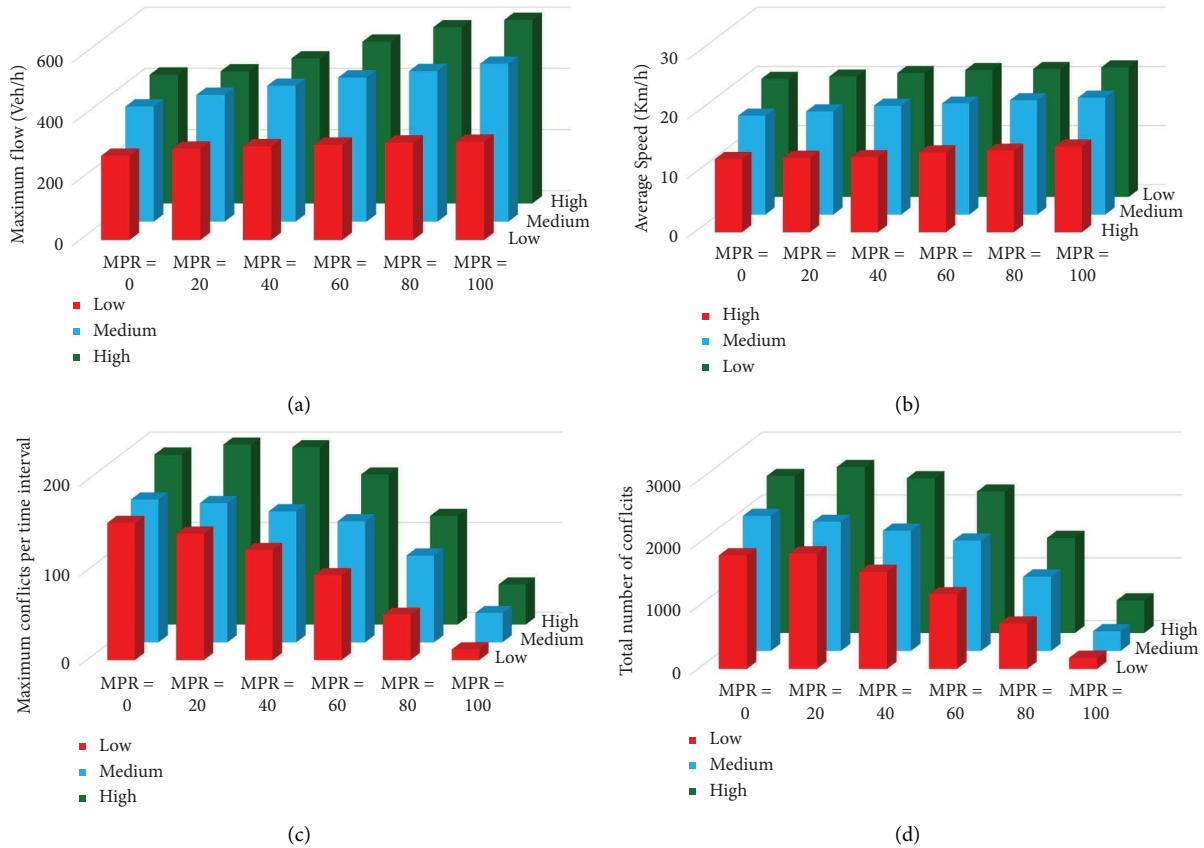 Maximum flow (Veh/h)
600
400
200
0
High
Medium
Low
MPR =
0
MPR =
20
MPR =
40
MPR =
60
MPR =
80
MPR =
100
Low
Medium
High
(a)
Average Speed (Km/h)
30
20
10
0
Low
Medium
High
MPR =
0
MPR =
20
MPR =
40
MPR =
60
MPR =
80
MPR =
100
High
Medium
Low
(b)
Maximum conflicts per time interval
200
100
0
High
Medium
Low
MPR =
0
MPR =
20
MPR =
40
MPR =
60
MPR =
80
MPR =
100
Low
Medium
High
(c)
Total number of conflcits
3000
2000
1000
0
High
Medium
Low
MPR =
0
MPR =
20
MPR =
40
MPR =
60
MPR =
80
MPR =
100
Low
Medium
High
(d)